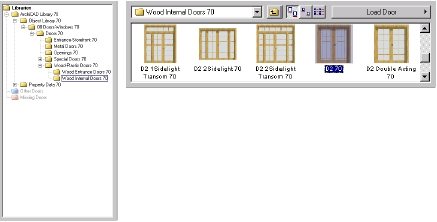 Libraries
ArchiCAD Library 70
Object Library 70
08 Doors-Windows 70
Doors 70
Entrance Storefront 70
Metal Doors 70
Openings 70
Special Doors 70
Wood-Plastic Doors 70
Wood Entrance Doors 70
Wood Internal Doors 70
Property Data 70
Other Doors
Missing Doors
Wood Internal Doors 70
Load Door
D2 1Sidelight Transom 70
D2 2Sidelight 70
D2 2Sidelight Transom 70
D2 70
D2 Double Acting 70